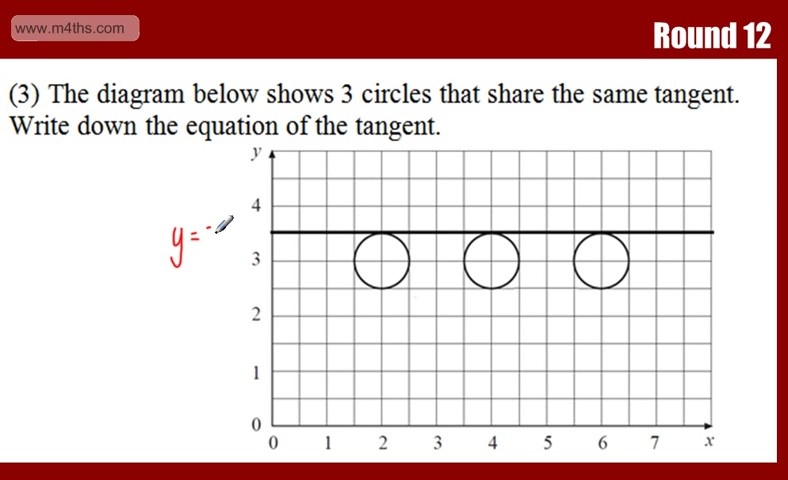 www.m4ths.com
Round 12
(3) The diagram below shows 3 circles that share the same tangent.
Write down the equation of the tangent.
y
4
y =
3
2
1
0
0 1 2 3 4 5 6 7 x